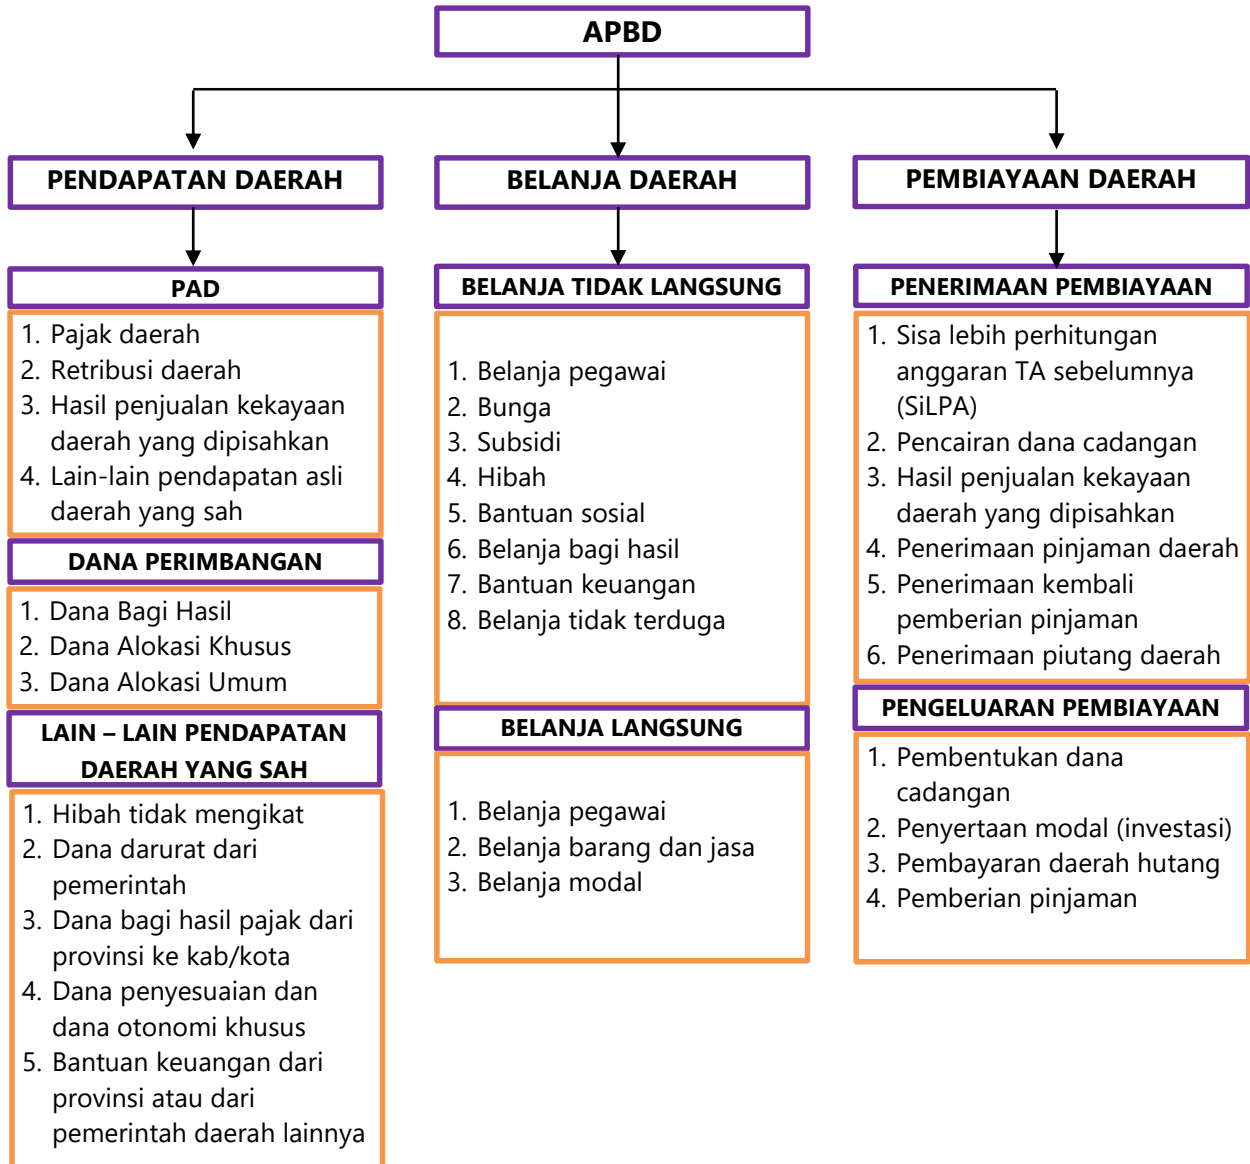 APBD
PENDAPATAN DAERAH
PAD
1. Pajak daerah
2. Retribusi daerah
3. Hasil penjualan kekayaan
daerah yang dipisahkan
4. Lain-lain pendapatan asli
daerah yang sah
DANA PERIMBANGAN
1. Dana Bagi Hasil
2. Dana Alokasi Khusus
3. Dana Alokasi Umum
LAIN – LAIN PENDAPATAN
DAERAH YANG SAH
1. Hibah tidak mengikat
2. Dana darurat dari
pemerintah
3. Dana bagi hasil pajak dari
provinsi ke kab/kota
4. Dana penyesuaian dan
dana otonomi khusus
5. Bantuan keuangan dari
provinsi atau dari
pemerintah daerah lainnya
BELANJA DAERAH
BELANJA TIDAK LANGSUNG
1. Belanja pegawai
2. Bunga
3. Subsidi
4. Hibah
5. Bantuan sosial
6. Belanja bagi hasil
7. Bantuan keuangan
8. Belanja tidak terduga
BELANJA LANGSUNG
1. Belanja pegawai
2. Belanja barang dan jasa
3. Belanja modal
PEMBIAYAAN DAERAH
PENERIMAAN PEMBIAYAAN
1. Sisa lebih perhitungan
anggaran TA sebelumnya
(SiLPA)
2. Pencairan dana cadangan
3. Hasil penjualan kekayaan
daerah yang dipisahkan
4. Penerimaan pinjaman daerah
5. Penerimaan kembali
pemberian pinjaman
6. Penerimaan piutang daerah
PENGELUARAN PEMBIAYAAN
1. Pembentukan dana
cadangan
2. Penyertaan modal (investasi)
3. Pembayaran daerah hutang
4. Pemberian pinjaman